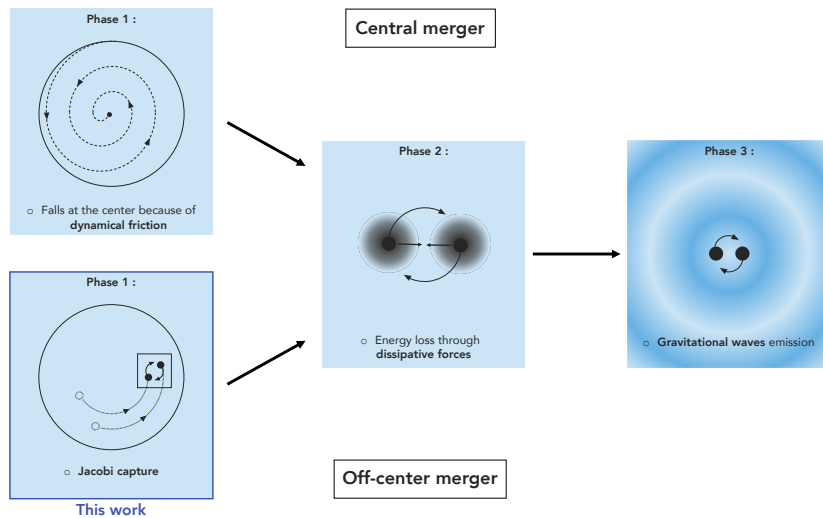 Central merger
Phase 1 :
○ Falls at the center because of
dynamical friction
Phase 2 :
○ Energy loss through
dissipative forces
Phase 3 :
○ Gravitational waves emission
Phase 1 :
○ Jacobi capture
This work
Off-center merger